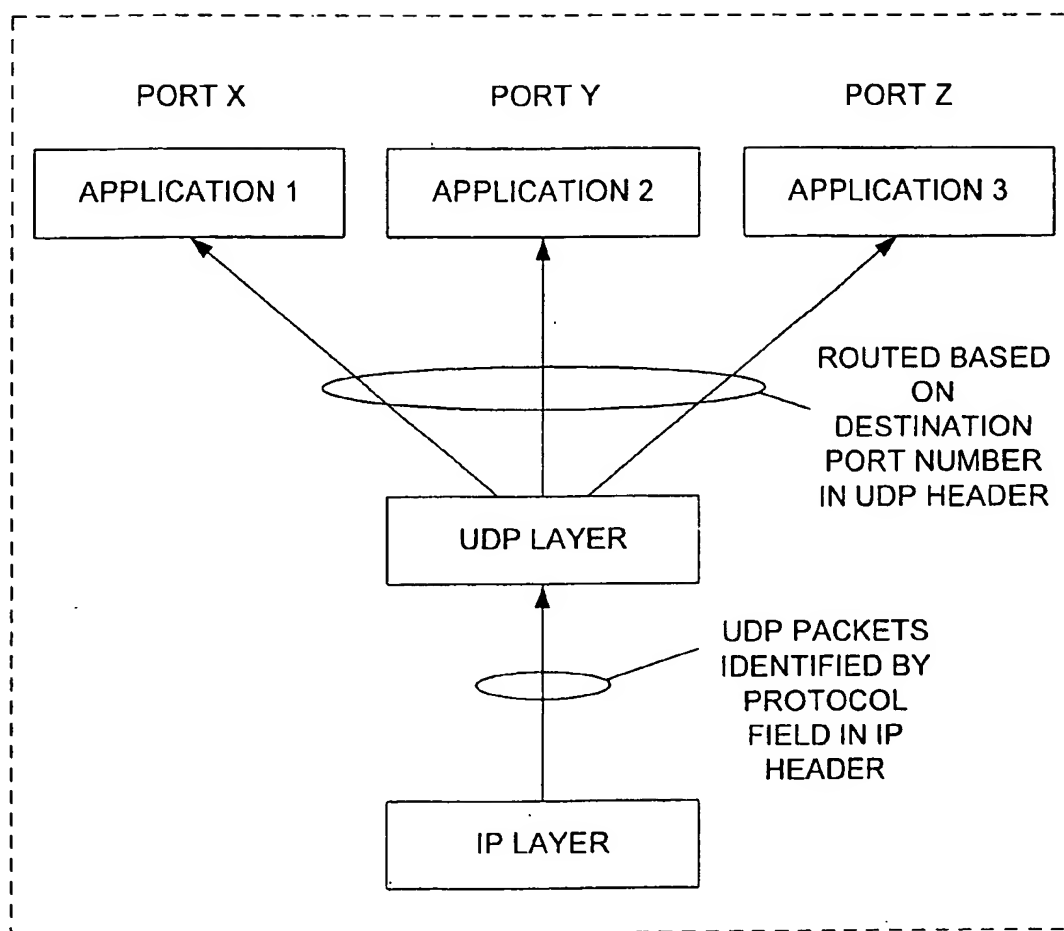 PORT X
PORT Y
PORT Z
APPLICATION 1
APPLICATION 2
APPLICATION 3
ROUTED BASED
ON
DESTINATION
PORT NUMBER
IN UDP HEADER
UDP LAYER
UDP PACKETS
IDENTIFIED BY
PROTOCOL
FIELD IN IP
HEADER
IP LAYER